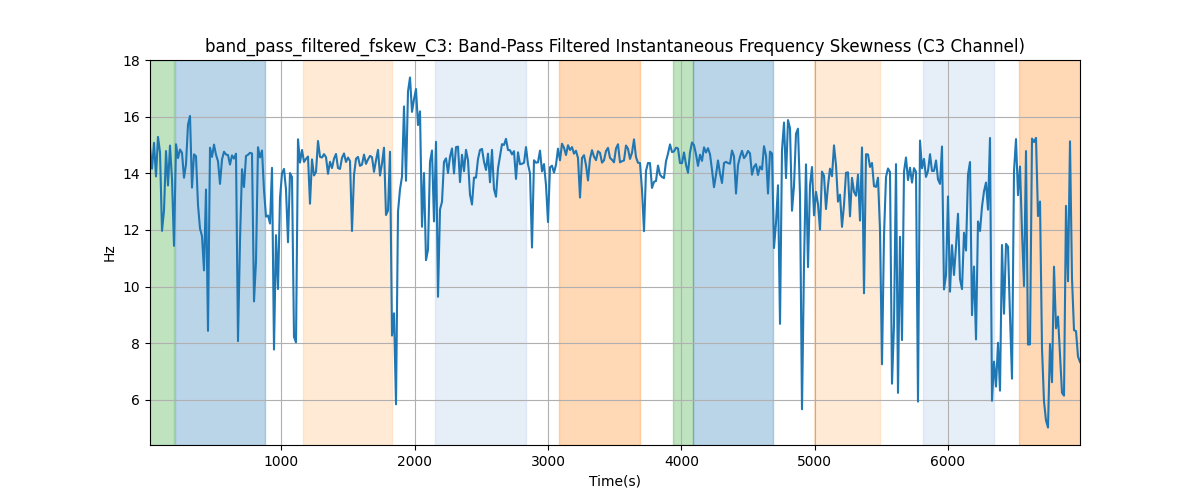 band_pass_filtered_fskew_C3: Band-Pass Filtered Instantaneous Frequency Skewness (C3 Channel)
18
16
14
12
10
8
6
Hz
1000 2000 3000 4000 5000 6000
Time(s)